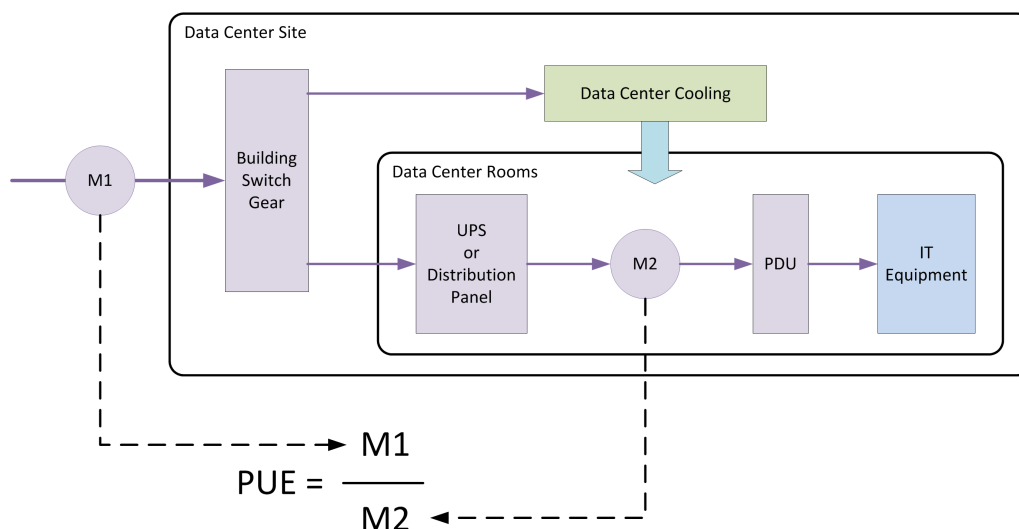 Data Center Site
Data Center Cooling
Building
Switch
Gear
M1
Data Center Rooms
UPS
or
Distribution
Panel
M2
PDU
IT
Equipment
M1
PUE =
M2